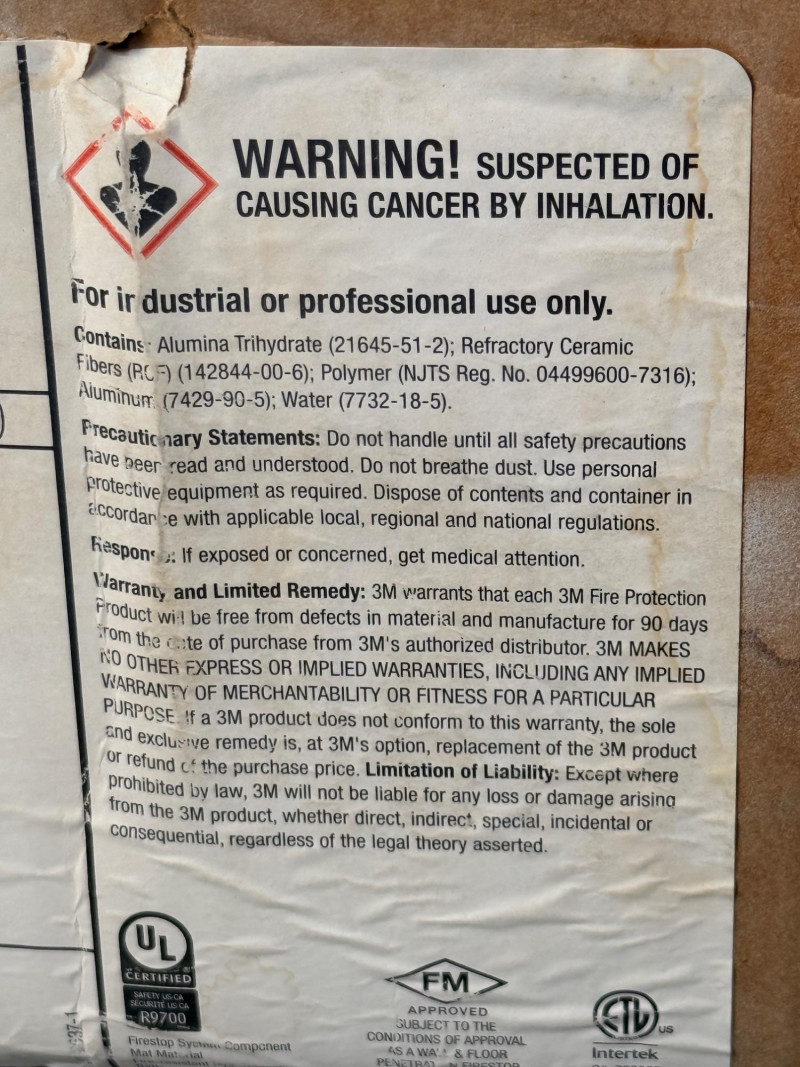 WARNING! SUSPECTED OF
CAUSING CANCER BY INHALATION.
For industrial or professional use only.
Contains: Alumina Trihydrate (21645-51-2); Refractory Ceramic
Fibers (RCF) (142844-00-6); Polymer (NJTS Reg. No. 04499600-7316);
Aluminum (7429-90-5); Water (7732-18-5).
Precautionary Statements: Do not handle until all safety precautions
have been read and understood. Do not breathe dust. Use personal
protective equipment as required. Dispose of contents and container in
accordance with applicable local, regional and national regulations.
Response: If exposed or concerned, get medical attention.
Warranty and Limited Remedy: 3M warrants that each 3M Fire Protection
Product will be free from defects in material and manufacture for 90 days
from the date of purchase from 3M's authorized distributor. 3M MAKES
NO OTHER EXPRESS OR IMPLIED WARRANTIES, INCLUDING ANY IMPLIED
WARRANTY OF MERCHANTABILITY OR FITNESS FOR A PARTICULAR
PURPOSE. If a 3M product does not conform to this warranty, the sole
and exclusive remedy is, at 3M's option, replacement of the 3M product
or refund of the purchase price. Limitation of Liability: Except where
prohibited by law, 3M will not be liable for any loss or damage arising
from the 3M product, whether direct, indirect, special, incidental or
consequential, regardless of the legal theory asserted.
UL
CERTIFIED
SAFETY US-CA
SÉCURITÉ US-CA
R9700
Firestop System Component
Mat Material
FM
APPROVED
SUBJECT TO THE
CONDITIONS OF APPROVAL
AS A WALL & FLOOR
PENETRATION FIRESTOP
ETL
US
Intertek